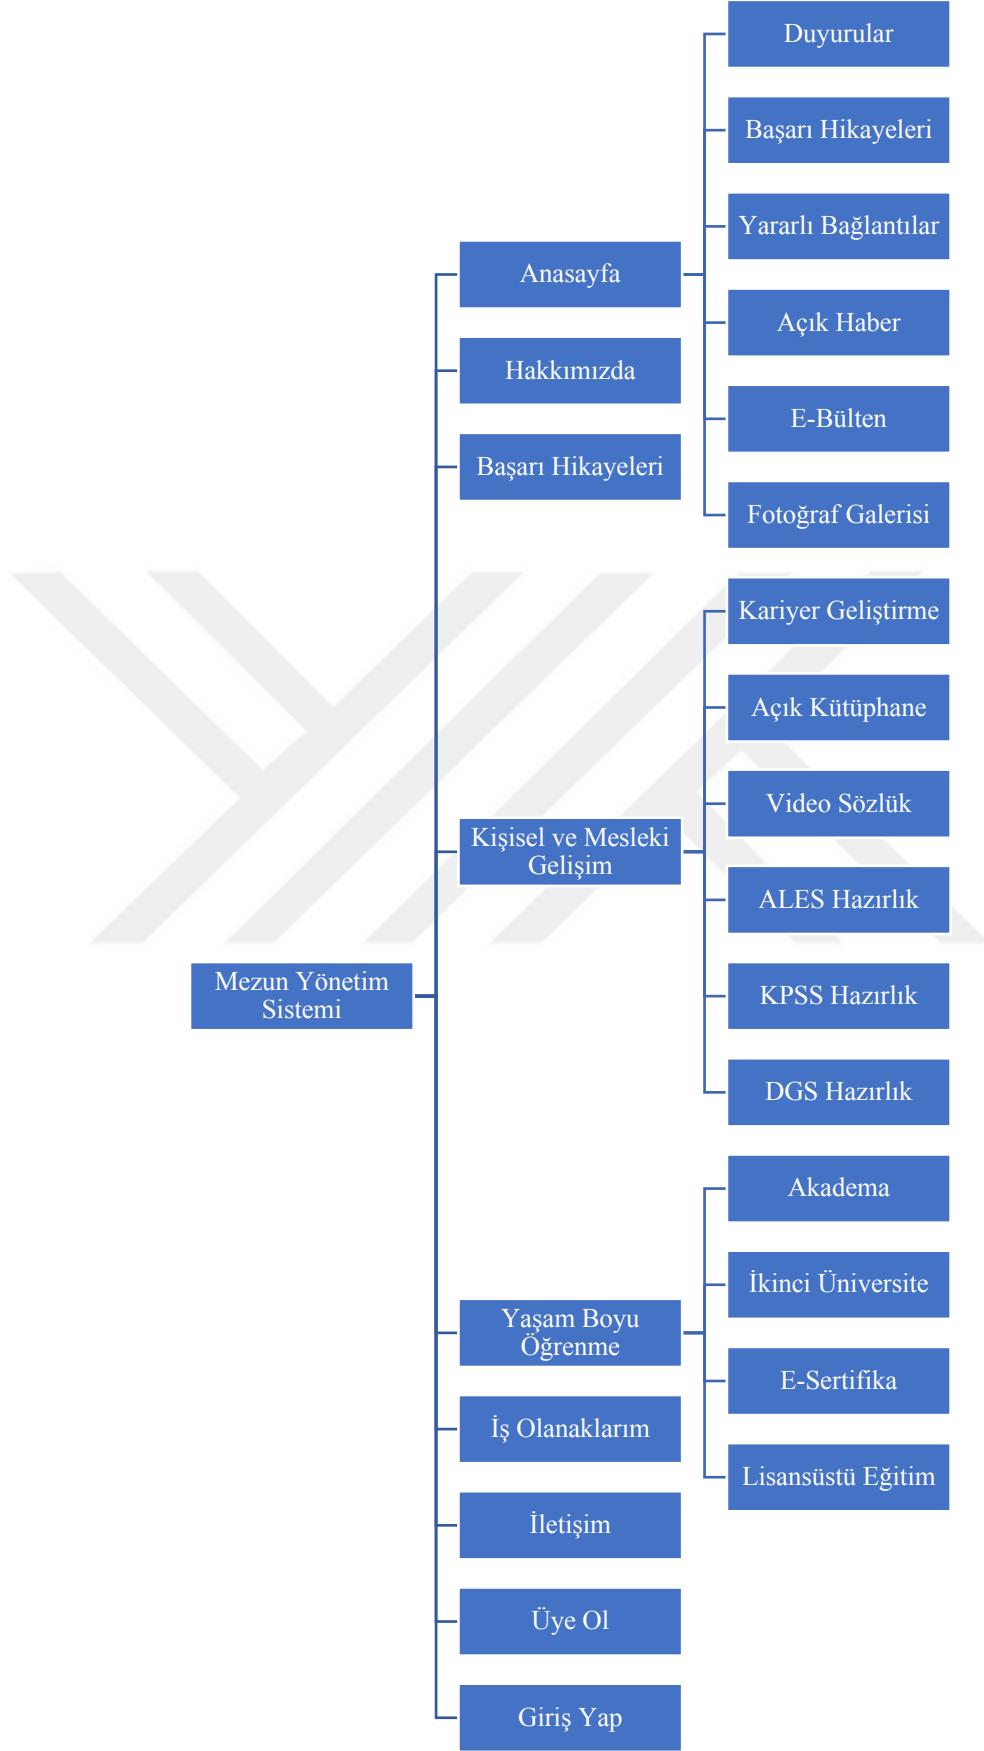 Mezun Yönetim
Sistemi
Anasayfa
Duyurular
Başarı Hikayeleri
Yararlı Bağlantılar
Açık Haber
E-Bülten
Fotoğraf Galerisi
Hakkımızda
Başarı Hikayeleri
Kişisel ve Mesleki
Gelişim
Kariyer Geliştirme
Açık Kütüphane
Video Sözlük
ALES Hazırlık
KPSS Hazırlık
DGS Hazırlık
Yaşam Boyu
Öğrenme
Akadema
İkinci Üniversite
E-Sertifika
Lisansüstü Eğitim
İş Olanaklarım
İletişim
Üye Ol
Giriş Yap